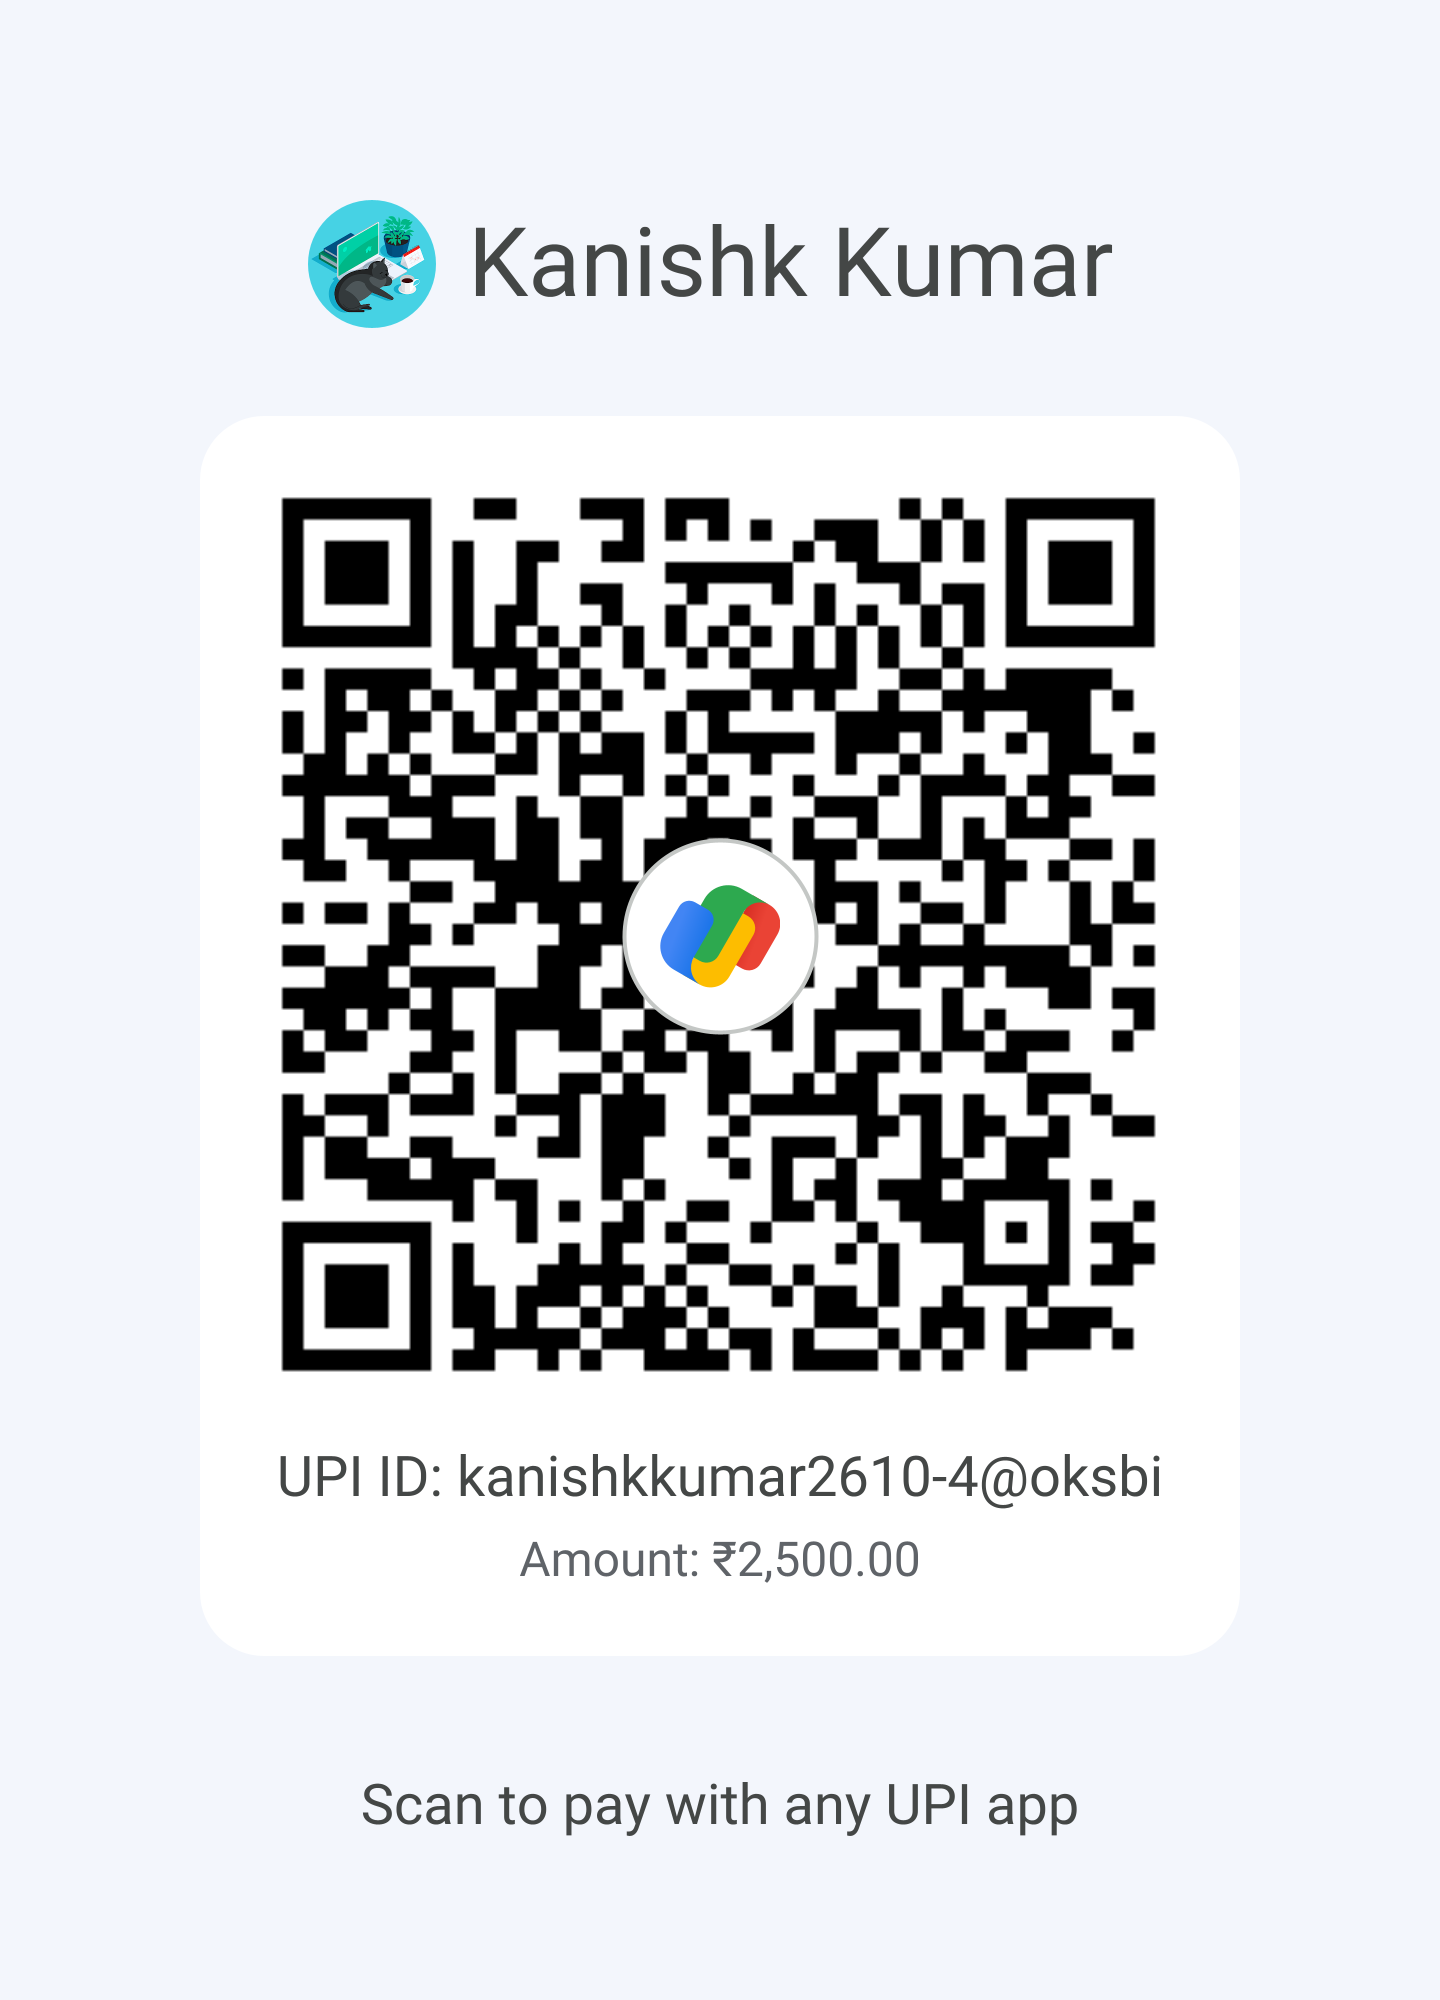 Kanishk Kumar
UPI ID: kanishkkumar2610-4@oksbi
Amount: ₹2,500.00
Scan to pay with any UPI app